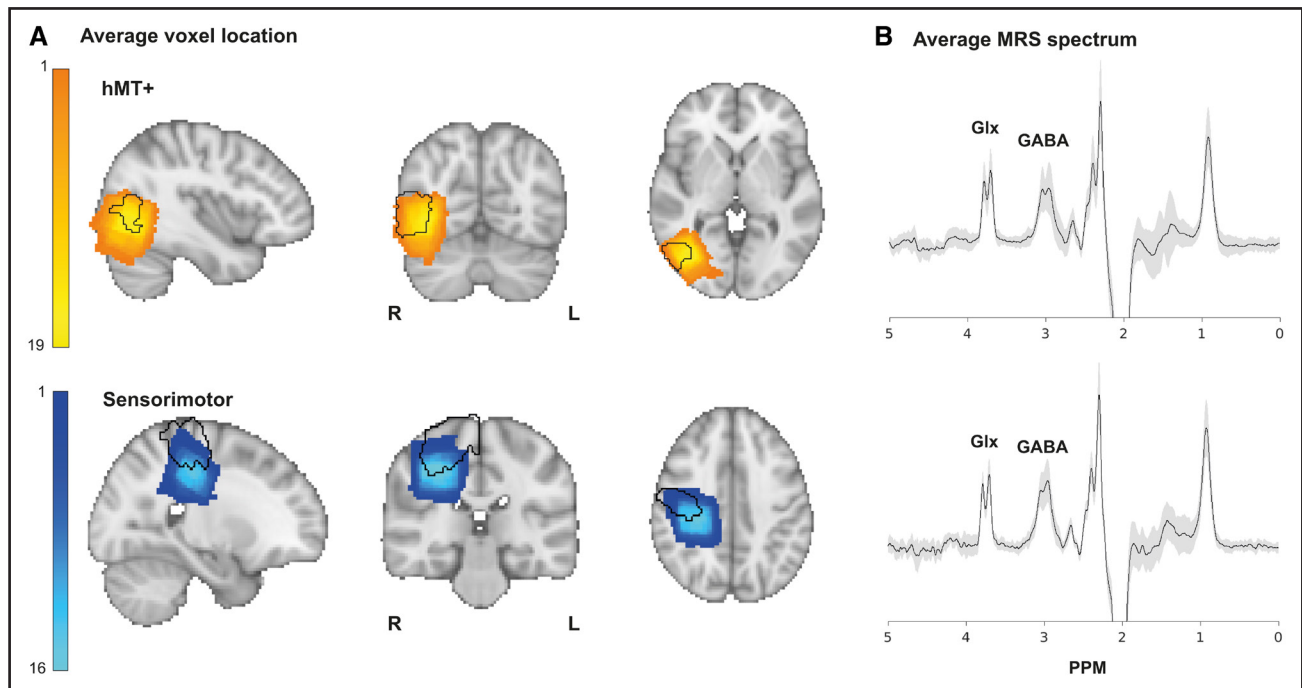 A Average voxel location
1
hMT+
19
R L
1
Sensorimotor
16
R L
B Average MRS spectrum
Glx
GABA
5 4 3 2 1 0
Glx
GABA
5 4 3 2 1 0
PPM